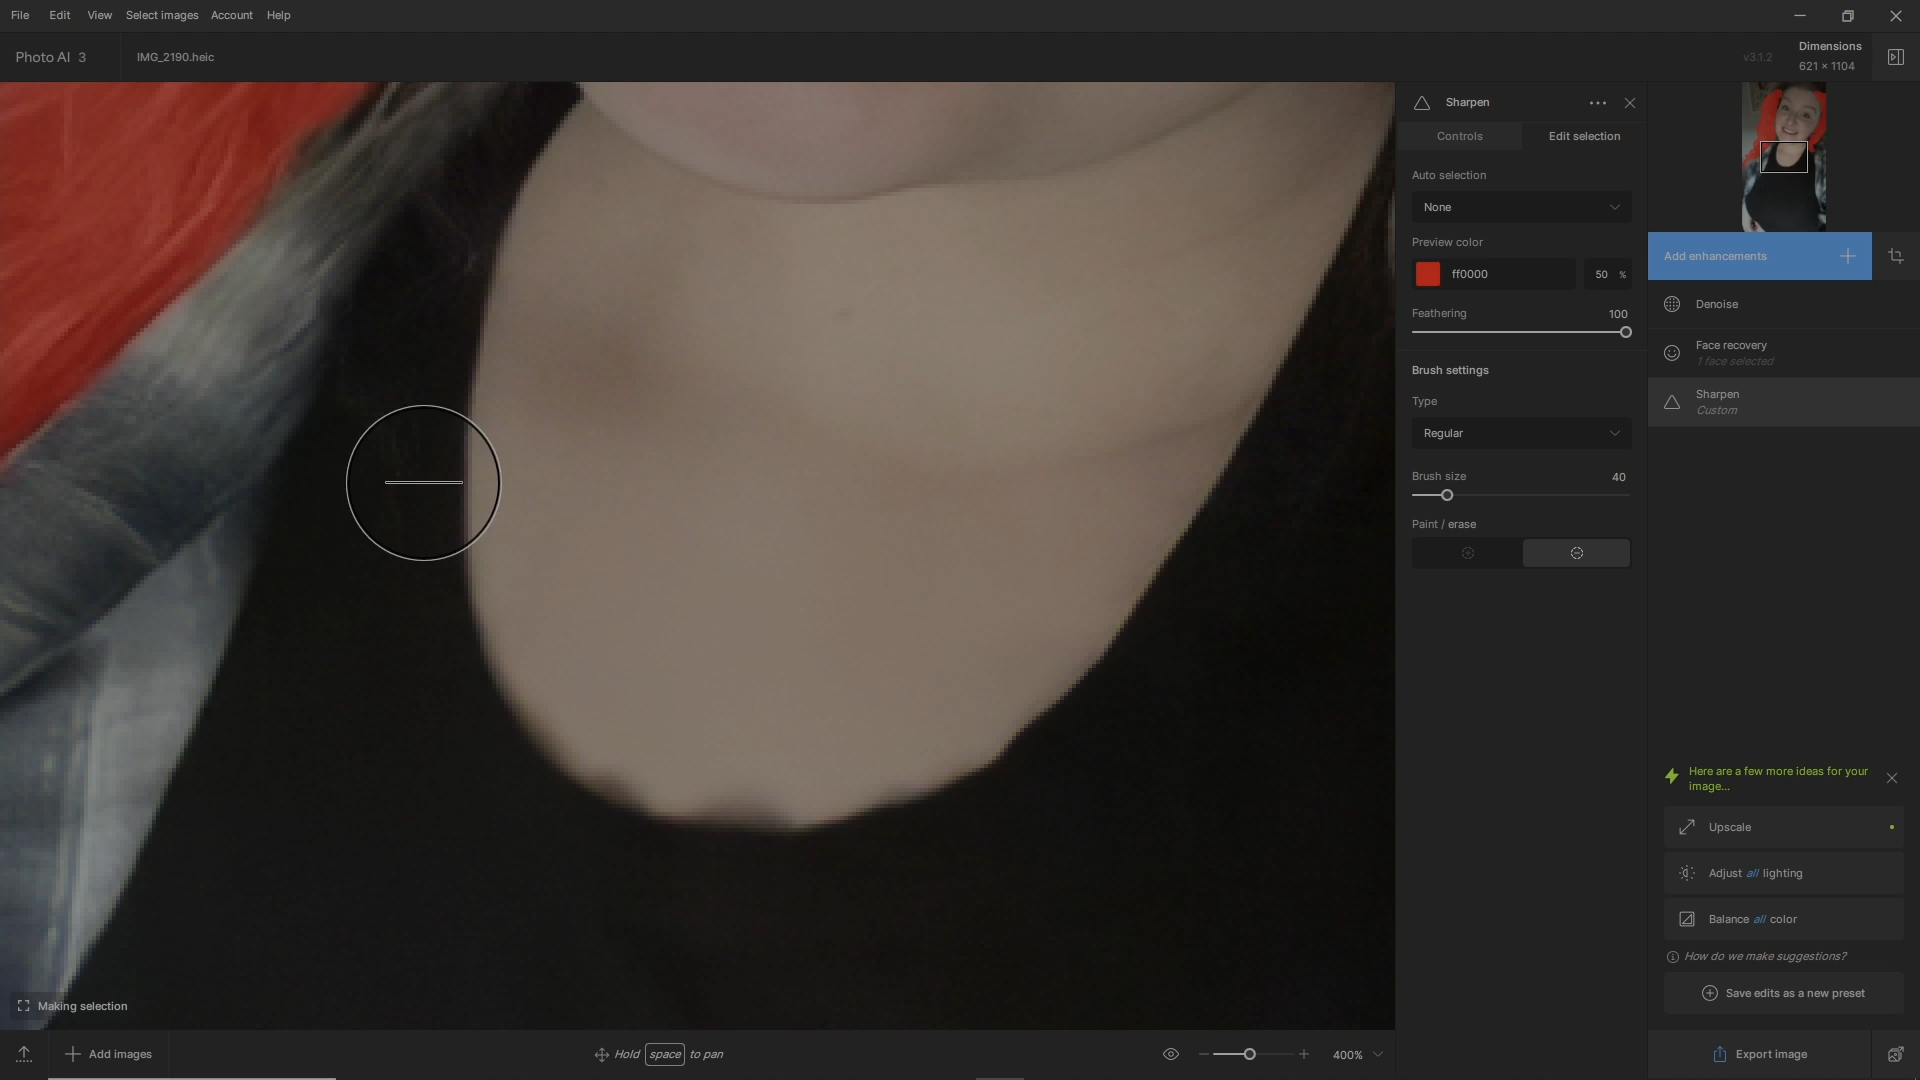 File Edit View Select images Account Help
Photo AI 3 IMG_2190.heic v3.1.2 Dimensions
621 × 1104
Sharpen
Controls Edit selection
Auto selection
None
Preview color
ff0000 50 %
Feathering 100
Brush settings
Type
Regular
Brush size 40
Paint / erase
Add enhancements
Denoise
Face recovery
1 face selected
Sharpen
Custom
Here are a few more ideas for your
image...
Upscale
Adjust all lighting
Balance all color
How do we make suggestions?
Save edits as a new preset
Making selection
Add images Hold space to pan 400% Export image